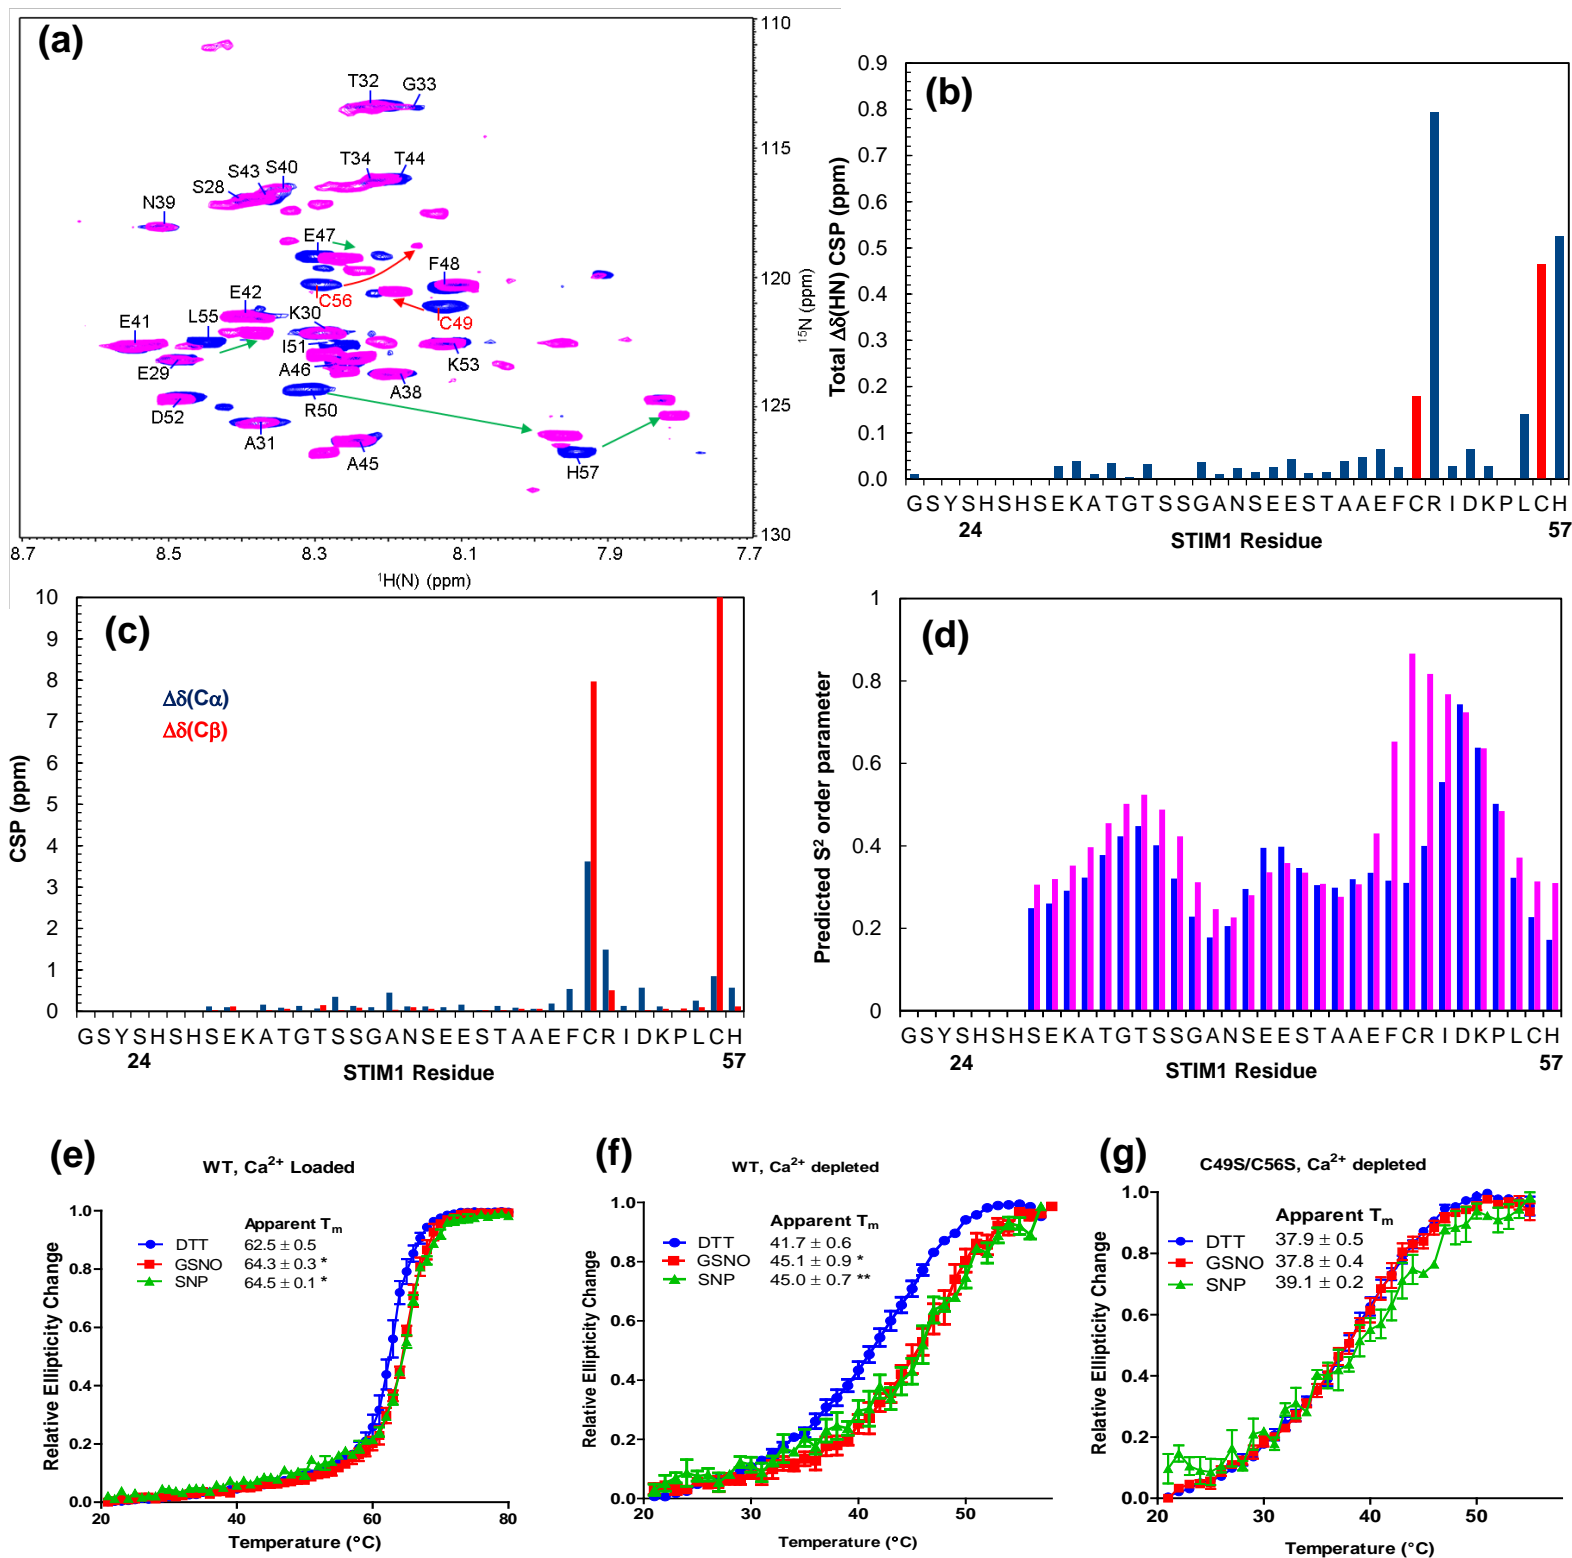 (a)
110
115
120
125
130
15N (ppm)
T32
G33
S43
S40
T34
T44
S28
N39
E47
F48
C56
C49
E42
L55
K30
E41
I51
K53
E29
A46
A38
D52
R50
A31
A45
H57
8.7
8.5
8.3
8.1
7.9
7.7
1H(N) (ppm)
(b)
0.9
0.8
0.7
0.6
0.5
0.4
0.3
0.2
0.1
0.0
Total Δδ(HN) CSP (ppm)
G S Y S H S H S E K A T G T S S G A N S E E S T A A E F C R I D K P L C H
24
57
STIM1 Residue
(c)
10
9
8
7
6
5
4
3
2
1
0
CSP (ppm)
Δδ(Cα)
Δδ(Cβ)
G S Y S H S H S E K A T G T S S G A N S E E S T A A E F C R I D K P L C H
24
57
STIM1 Residue
(d)
1
0.8
0.6
0.4
0.2
0
Predicted S2 order parameter
G S Y S H S H S E K A T G T S S G A N S E E S T A A E F C R I D K P L C H
24
57
STIM1 Residue
(e)
WT, Ca2+ Loaded
Apparent Tm
DTT 62.5 ± 0.5
GSNO 64.3 ± 0.3 *
SNP 64.5 ± 0.1 *
1.0
0.8
0.6
0.4
0.2
0.0
Relative Ellipticity Change
20 40 60 80
Temperature (°C)
(f)
WT, Ca2+ depleted
Apparent Tm
DTT 41.7 ± 0.6
GSNO 45.1 ± 0.9 *
SNP 45.0 ± 0.7 **
1.0
0.8
0.6
0.4
0.2
0.0
Relative Ellipticity Change
20 30 40 50
Temperature (°C)
(g)
C49S/C56S, Ca2+ depleted
Apparent Tm
DTT 37.9 ± 0.5
GSNO 37.8 ± 0.4
SNP 39.1 ± 0.2
1.0
0.8
0.6
0.4
0.2
0.0
Relative Ellipticity Change
20 30 40 50
Temperature (°C)